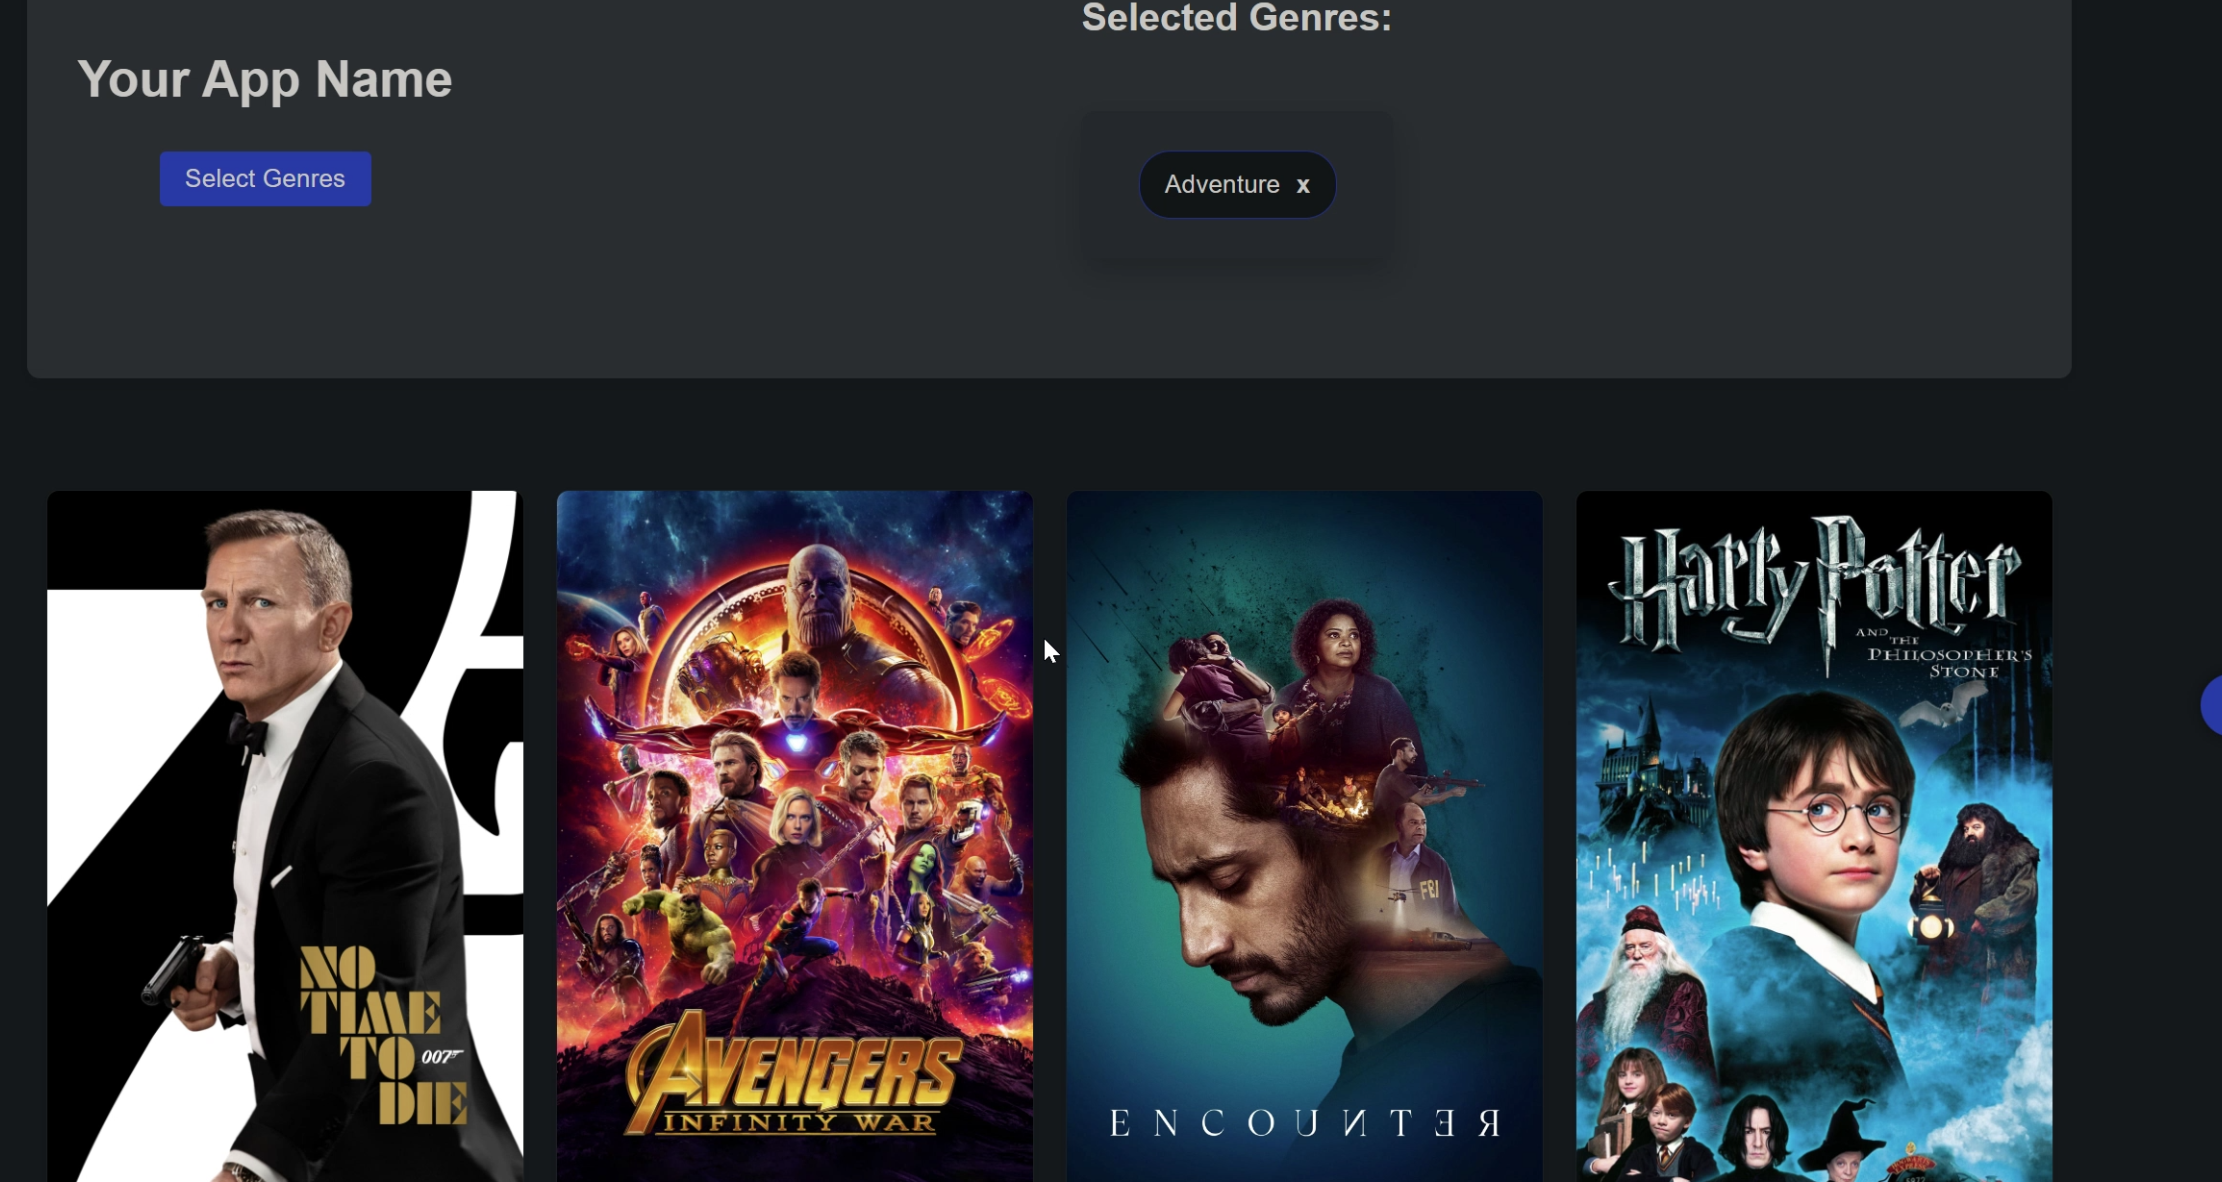 Selected Genres:
Your App Name
Select Genres
Adventure x
NO
TIME
TO 007
DIE
AVENGERS
INFINITY WAR
FBI
ENCOUИTƎЯ
Harry Potter
AND THE
PHILOSOPHER'S
STONE